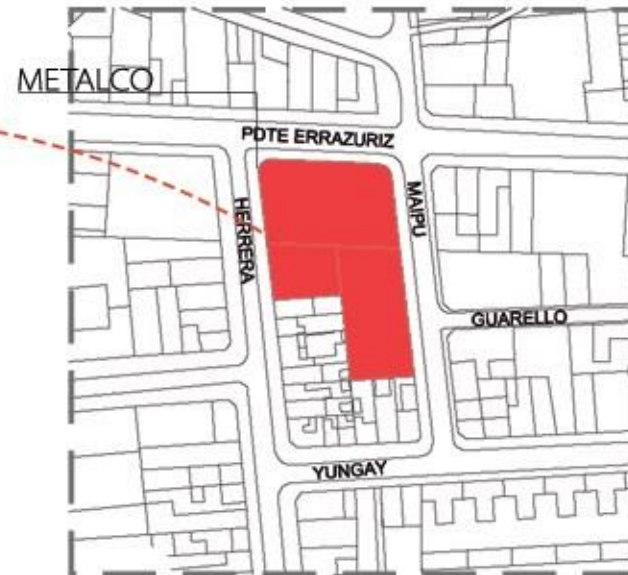 METALCO
PDTE ERRAZURIZ
HERRERA
MAIPU
GUARELLO
YUNGAY